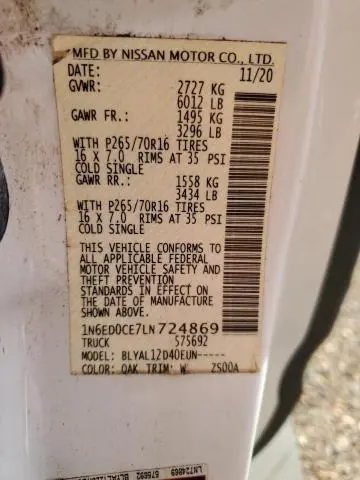 MFD BY NISSAN MOTOR CO., LTD.
DATE: 11/20
GVWR: 2727 KG
6012 LB
GAWR FR.: 1495 KG
3296 LB
WITH P265/70R16 TIRES
16 X 7.0 RIMS AT 35 PSI
COLD SINGLE
GAWR RR.: 1558 KG
3434 LB
WITH P265/70R16 TIRES
16 X 7.0 RIMS AT 35 PSI
COLD SINGLE
THIS VEHICLE CONFORMS TO
ALL APPLICABLE FEDERAL
MOTOR VEHICLE SAFETY
AND THEFT PREVENTION
STANDARDS IN EFFECT ON
THE DATE OF MANUFACTURE
SHOWN ABOVE.
1N6ED0CE7LN724869
TRUCK 575692
MODEL: BLYAL12D40EUN-----
COLOR: QAK TRIM: W ZS00A
LN724869
575692